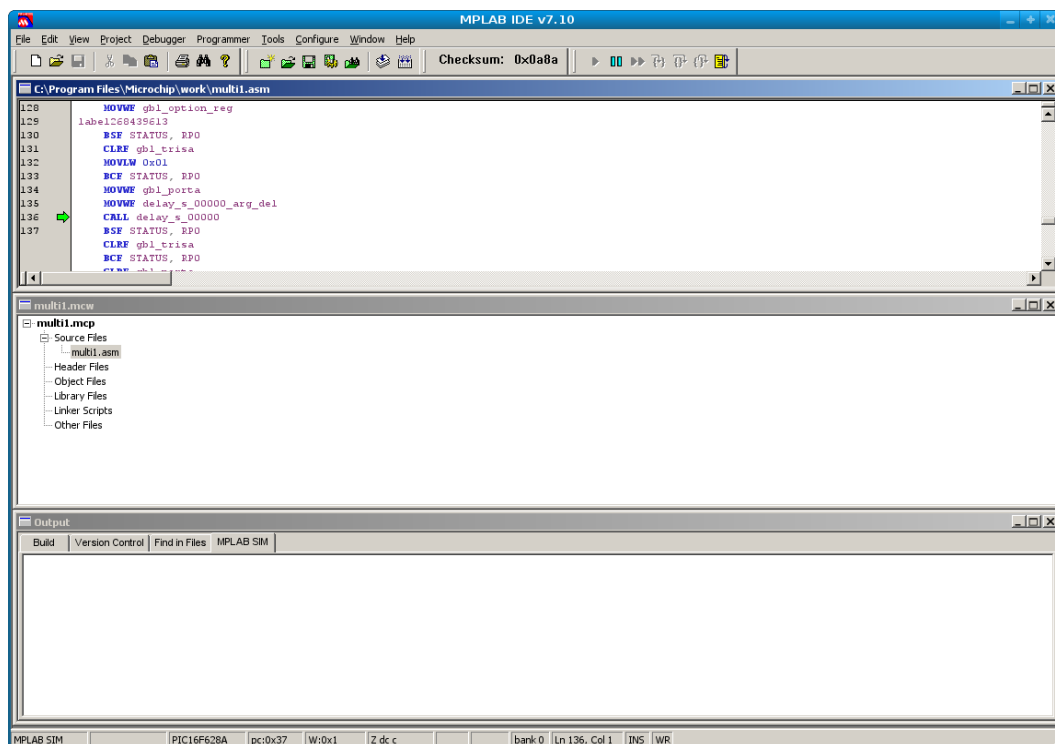 MPLAB IDE v7.10
File Edit View Project Debugger Programmer Tools Configure Window Help
Checksum: 0x0a8a
C:\Program Files\Microchip\work\multi1.asm
128 MOVWF gbl_option_reg
129 label268439613
130 BSF STATUS, RP0
131 CLRF gbl_trisa
132 MOVLW 0x01
133 BCF STATUS, RP0
134 MOVWF gbl_porta
135 MOVWF delay_s_00000_arg_del
136 CALL delay_s_00000
137 BSF STATUS, RP0
CLRF gbl_trisa
BCF STATUS, RP0
CLRF gbl_porta
multi1.mcw
multi1.mcp
Source Files
multi1.asm
Header Files
Object Files
Library Files
Linker Scripts
Other Files
Output
Build Version Control Find in Files MPLAB SIM
MPLAB SIM PIC16F628A pc:0x37 W:0x1 Z dc c bank 0 Ln 136, Col 1 INS WR